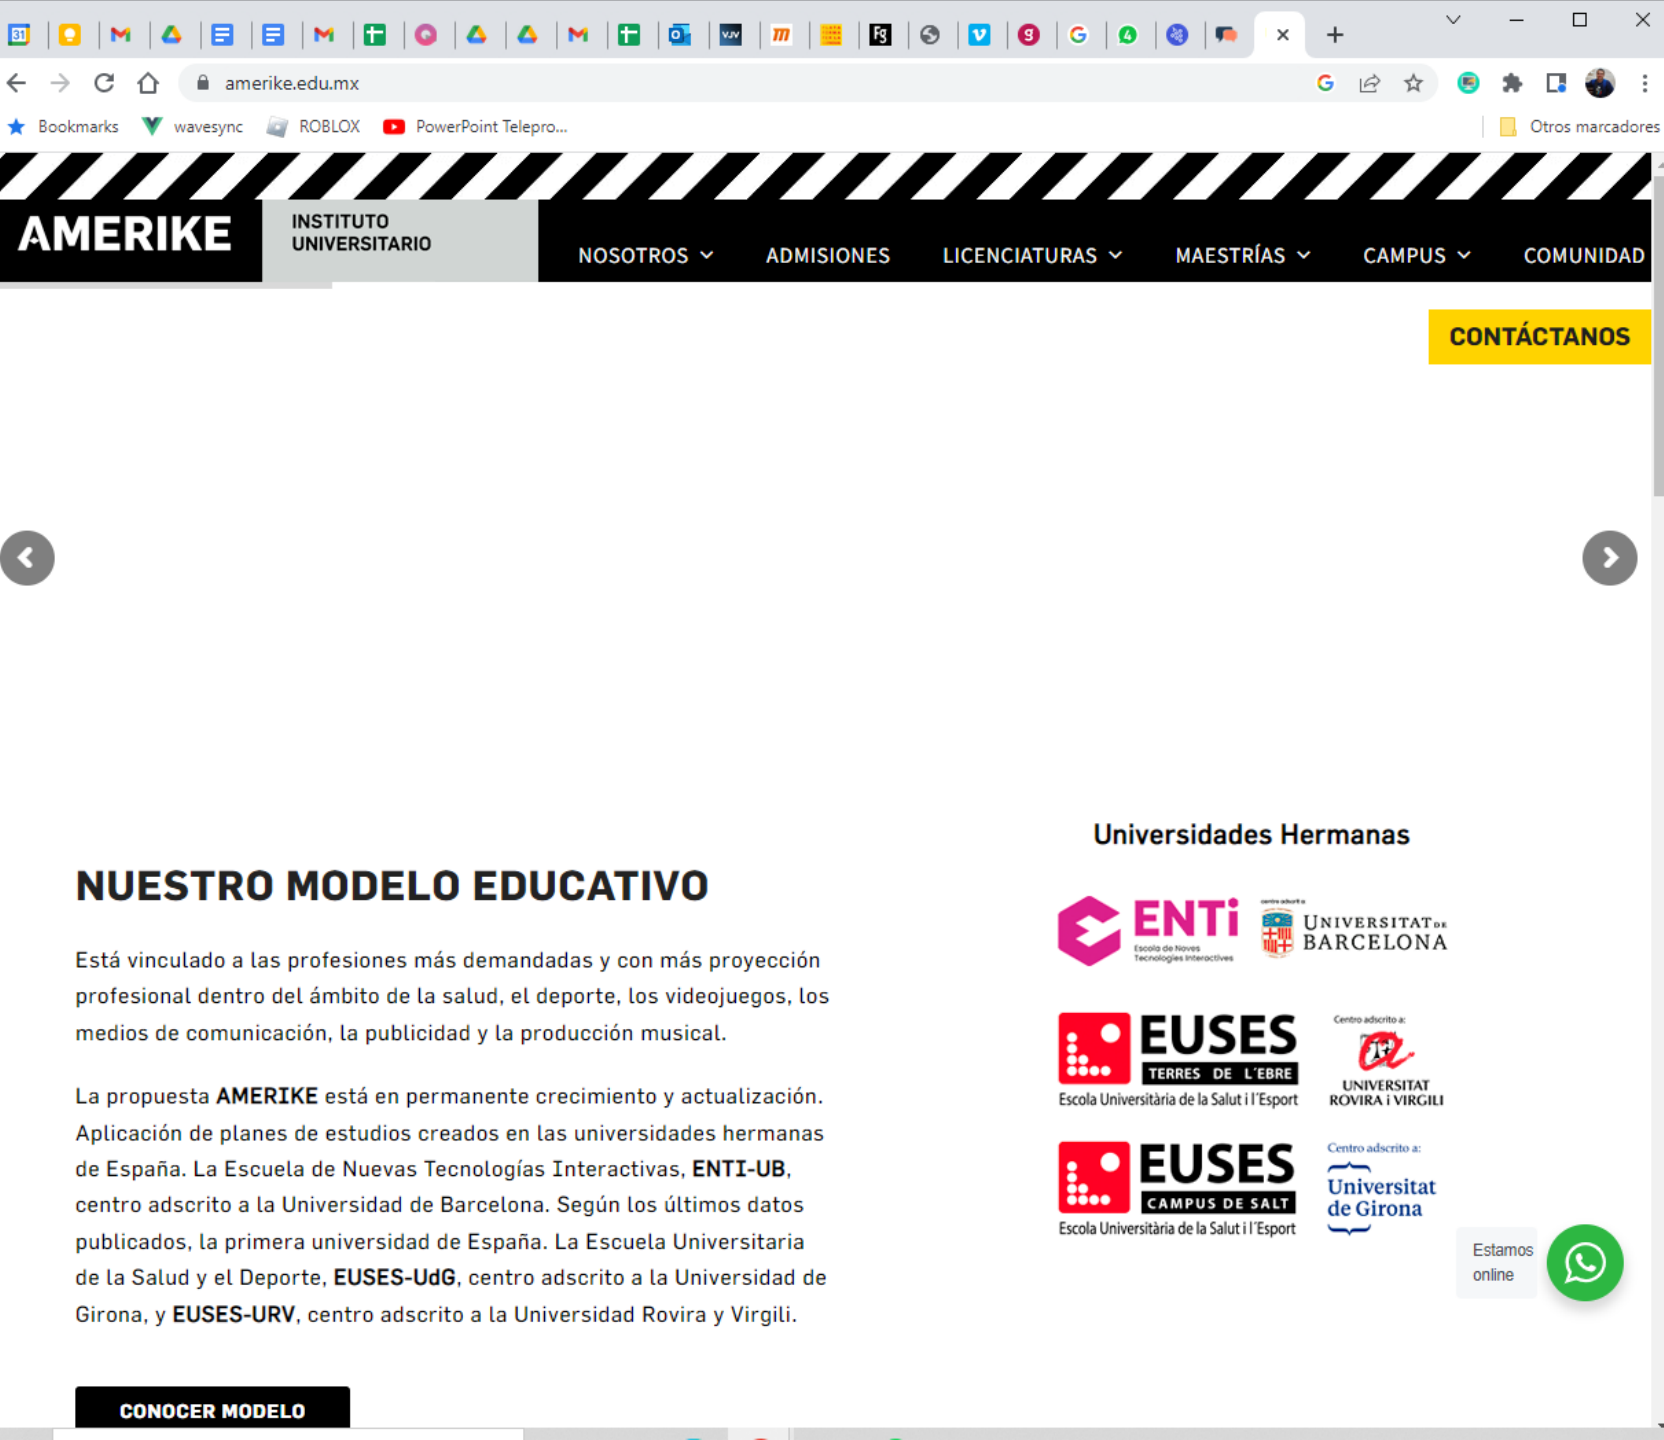 31
VJV
m
Fg
g
G
4
amerike.edu.mx
Bookmarks
wavesync
ROBLOX
PowerPoint Telepro...
Otros marcadores
AMERIKE
INSTITUTO
UNIVERSITARIO
NOSOTROS
ADMISIONES
LICENCIATURAS
MAESTRÍAS
CAMPUS
COMUNIDAD
CONTÁCTANOS
NUESTRO MODELO EDUCATIVO
Está vinculado a las profesiones más demandadas y con más proyección
profesional dentro del ámbito de la salud, el deporte, los videojuegos, los
medios de comunicación, la publicidad y la producción musical.
La propuesta AMERIKE está en permanente crecimiento y actualización.
Aplicación de planes de estudios creados en las universidades hermanas
de España. La Escuela de Nuevas Tecnologías Interactivas, ENTI-UB,
centro adscrito a la Universidad de Barcelona. Según los últimos datos
publicados, la primera universidad de España. La Escuela Universitaria
de la Salud y el Deporte, EUSES-UdG, centro adscrito a la Universidad de
Girona, y EUSES-URV, centro adscrito a la Universidad Rovira y Virgili.
CONOCER MODELO
Universidades Hermanas
ENTi
Escola de Noves
Tecnologies Interactives
centre adscrit a
UNIVERSITAT DE
BARCELONA
EUSES
TERRES DE L´EBRE
Escola Universitària de la Salut i l´Esport
Centro adscrito a:
UNIVERSITAT
ROVIRA i VIRGILI
EUSES
CAMPUS DE SALT
Escola Universitària de la Salut i l´Esport
Centro adscrito a:
Universitat
de Girona
Estamos
online